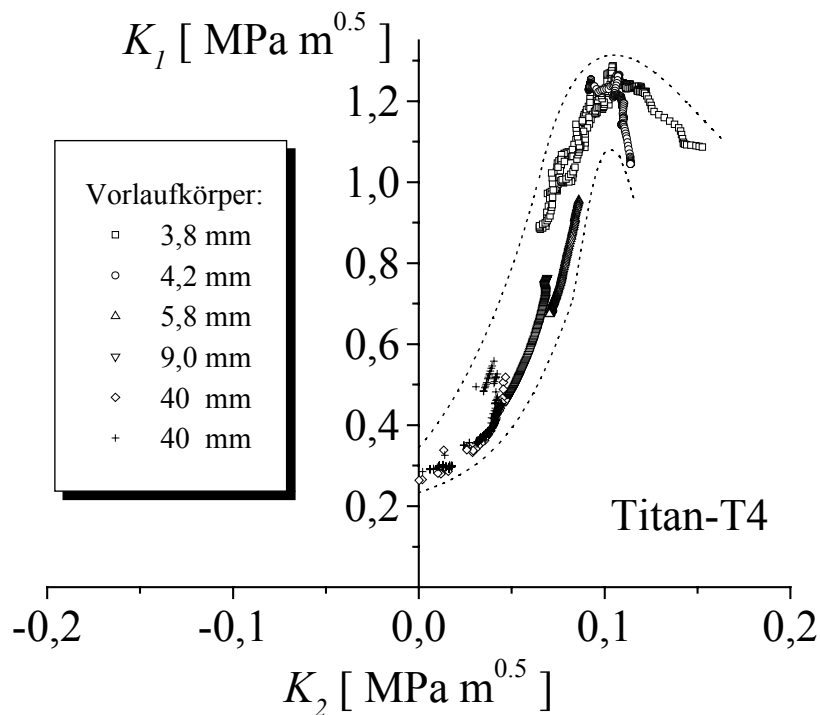 K₁ [ MPa m^0.5 ]
1,2
1,0
0,8
0,6
0,4
0,2
Vorlaufkörper:
3,8 mm
4,2 mm
5,8 mm
9,0 mm
40 mm
40 mm
Titan-T4
-0,2 -0,1 0,0 0,1 0,2
K₂ [ MPa m^0.5 ]